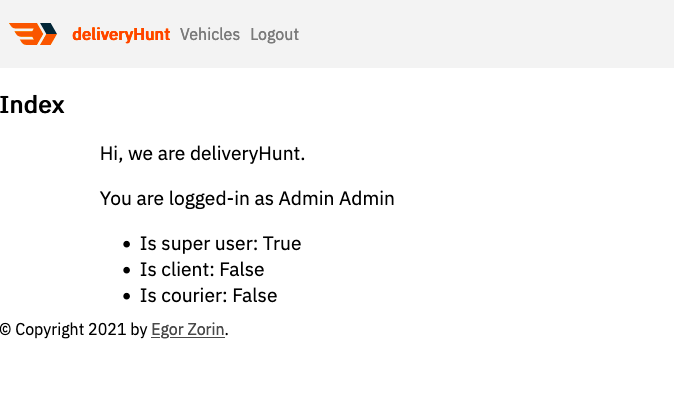 deliveryHunt Vehicles Logout
Index
Hi, we are deliveryHunt.
You are logged-in as Admin Admin
• Is super user: True
• Is client: False
• Is courier: False
© Copyright 2021 by Egor Zorin.